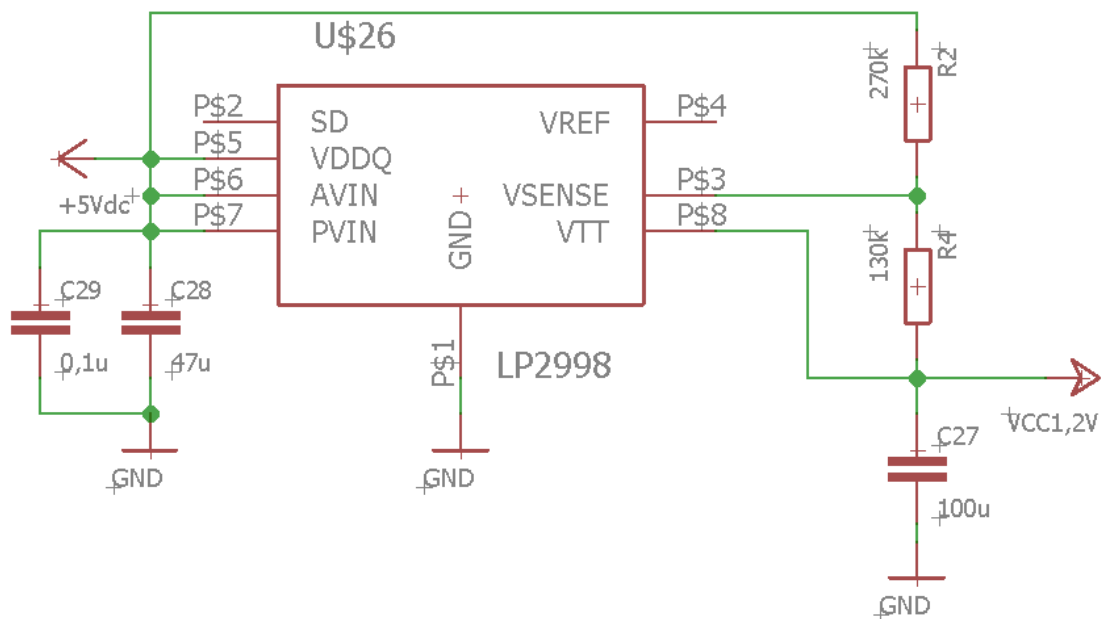 U$26
P$2
SD
P$5
VDDQ
P$6
AVIN
P$7
PVIN
+5Vdc
GND
VREF
P$4
VSENSE
P$3
VTT
P$8
270k
R2
130k
R4
C29
0,1u
C28
47u
GND
P$1
LP2998
GND
VCC1,2V
C27
100u
GND